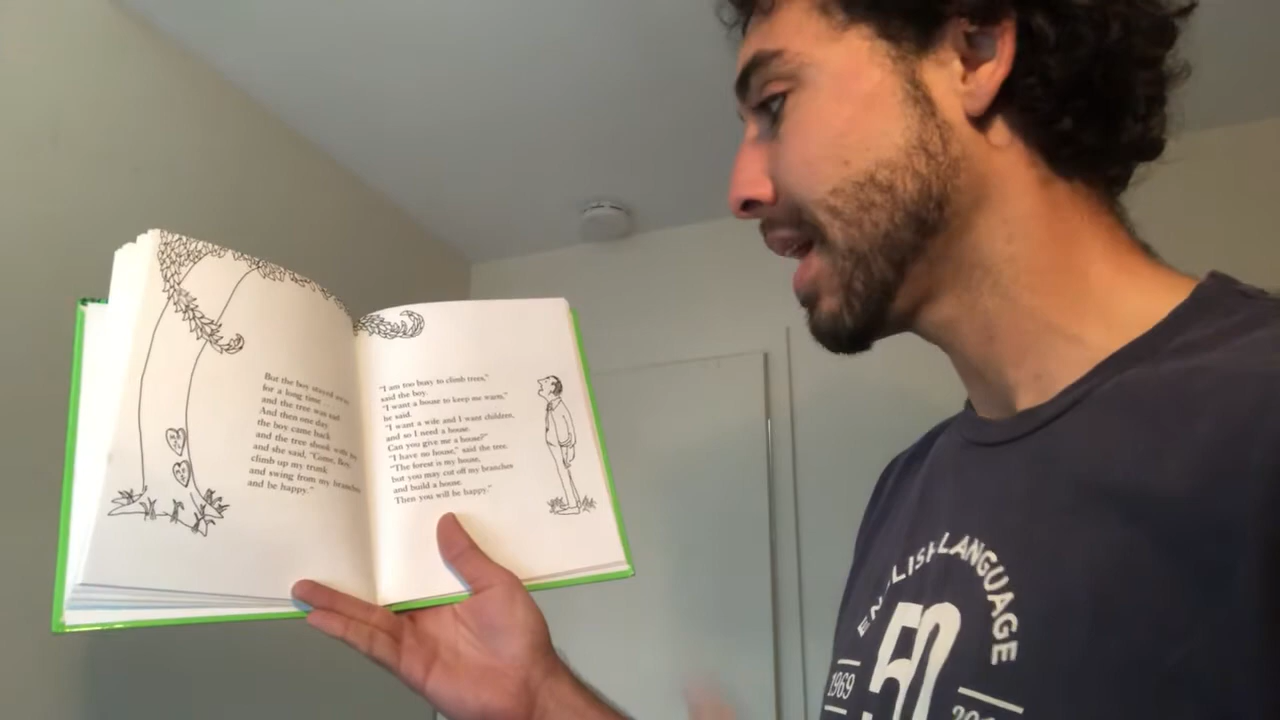 But the boy stayed away
for a long time ...
and the tree was sad.
And then one day
the boy came back
and the tree shook with joy
and she said, "Come, Boy,
climb up my trunk
and swing from my branches
and be happy."
"I am too busy to climb trees,"
said the boy.
"I want a house to keep me warm,"
he said.
"I want a wife and I want children,
and so I need a house.
Can you give me a house?"
"I have no house," said the tree.
"The forest is my house,
but you may cut off my branches
and build a house.
Then you will be happy."
ENGLISH LANGUAGE
50
1969